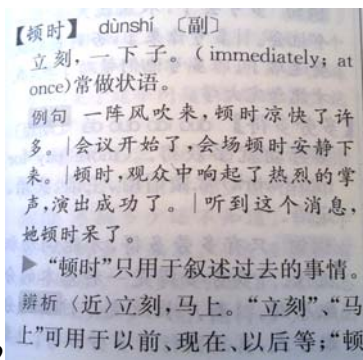 【顿时】 dùnshí 〔副〕
立刻,一下子。(immediately; at
once)常做状语。
例句 一阵风吹来,顿时凉快了许
多。|会议开始了,会场顿时安静下
来。|顿时,观众中响起了热烈的掌
声,演出成功了。|听到这个消息,
她顿时呆了。
▶“顿时”只用于叙述过去的事情。
辨析〈近〉立刻,马上。“立刻”、“马
上”可用于以前、现在、以后等;“顿